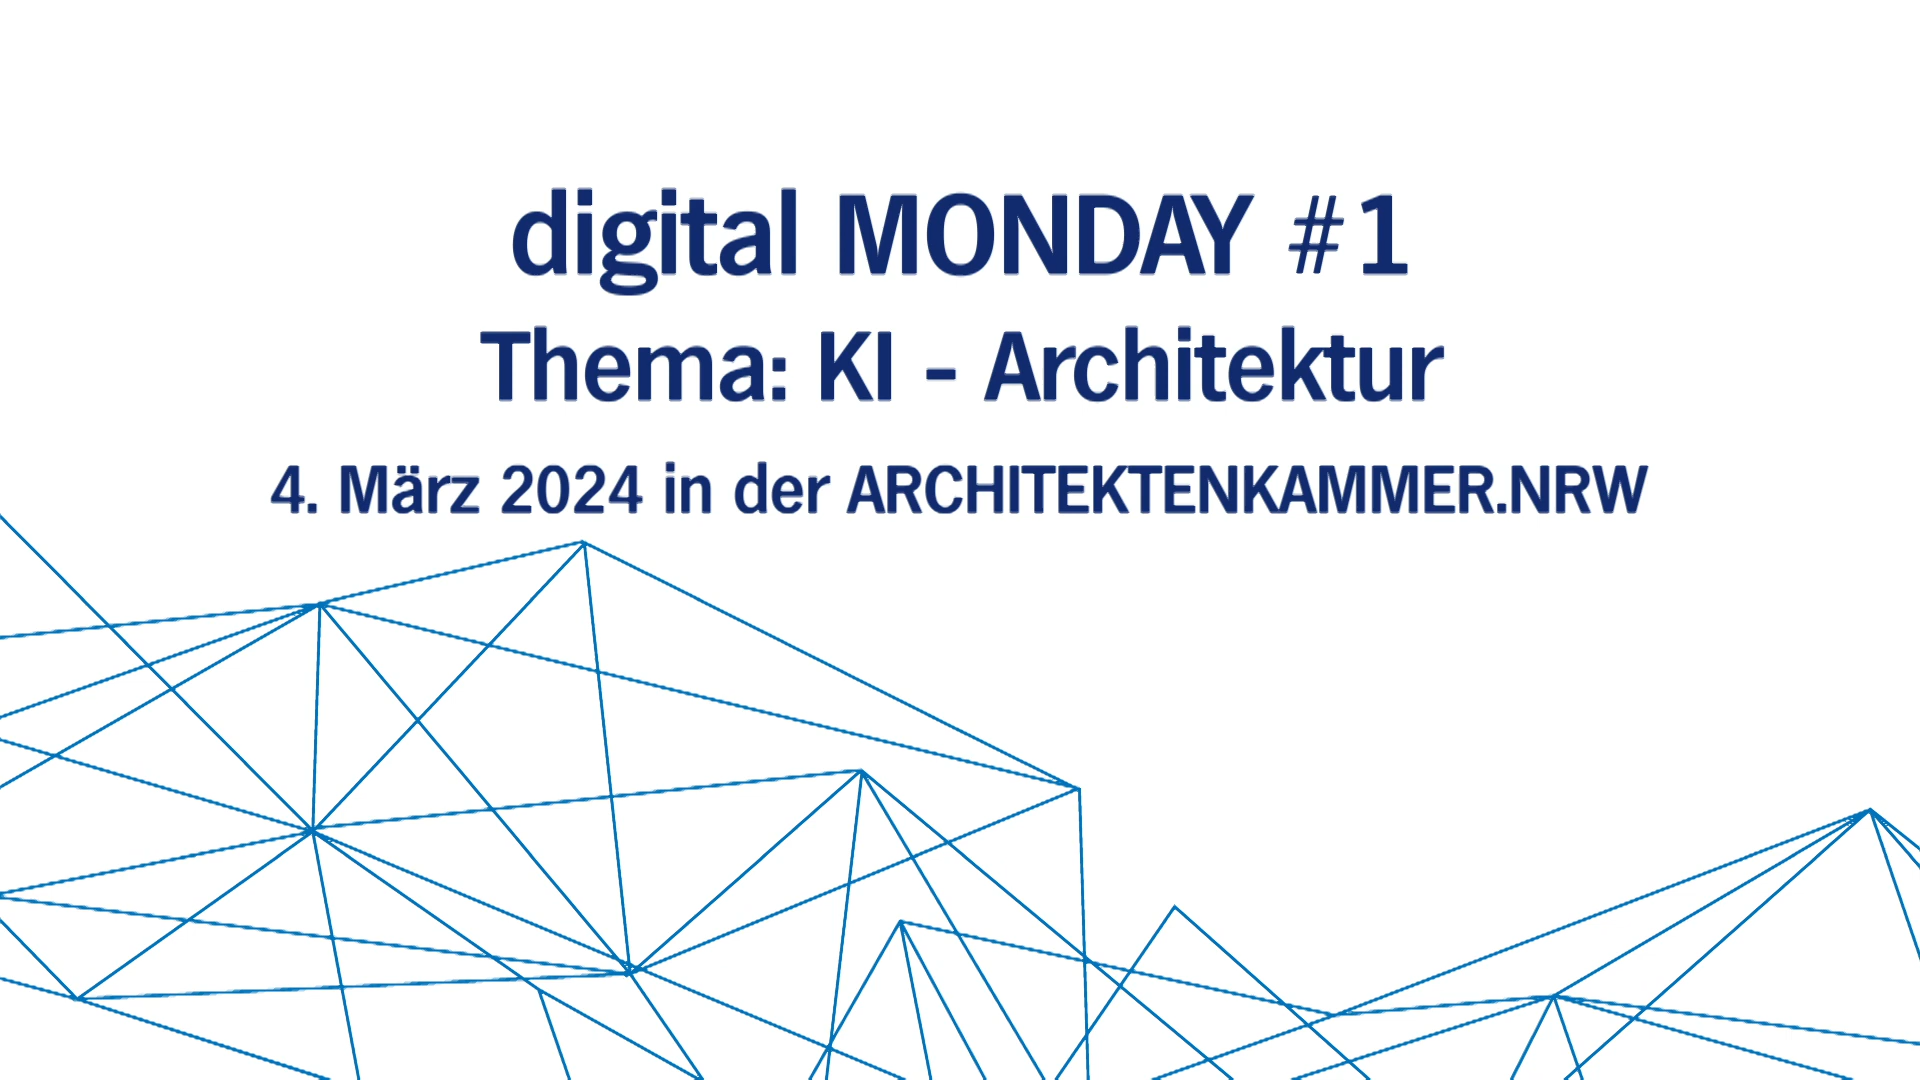 digital MONDAY #1
Thema: KI - Architektur
4. März 2024 in der ARCHITEKTENKAMMER.NRW